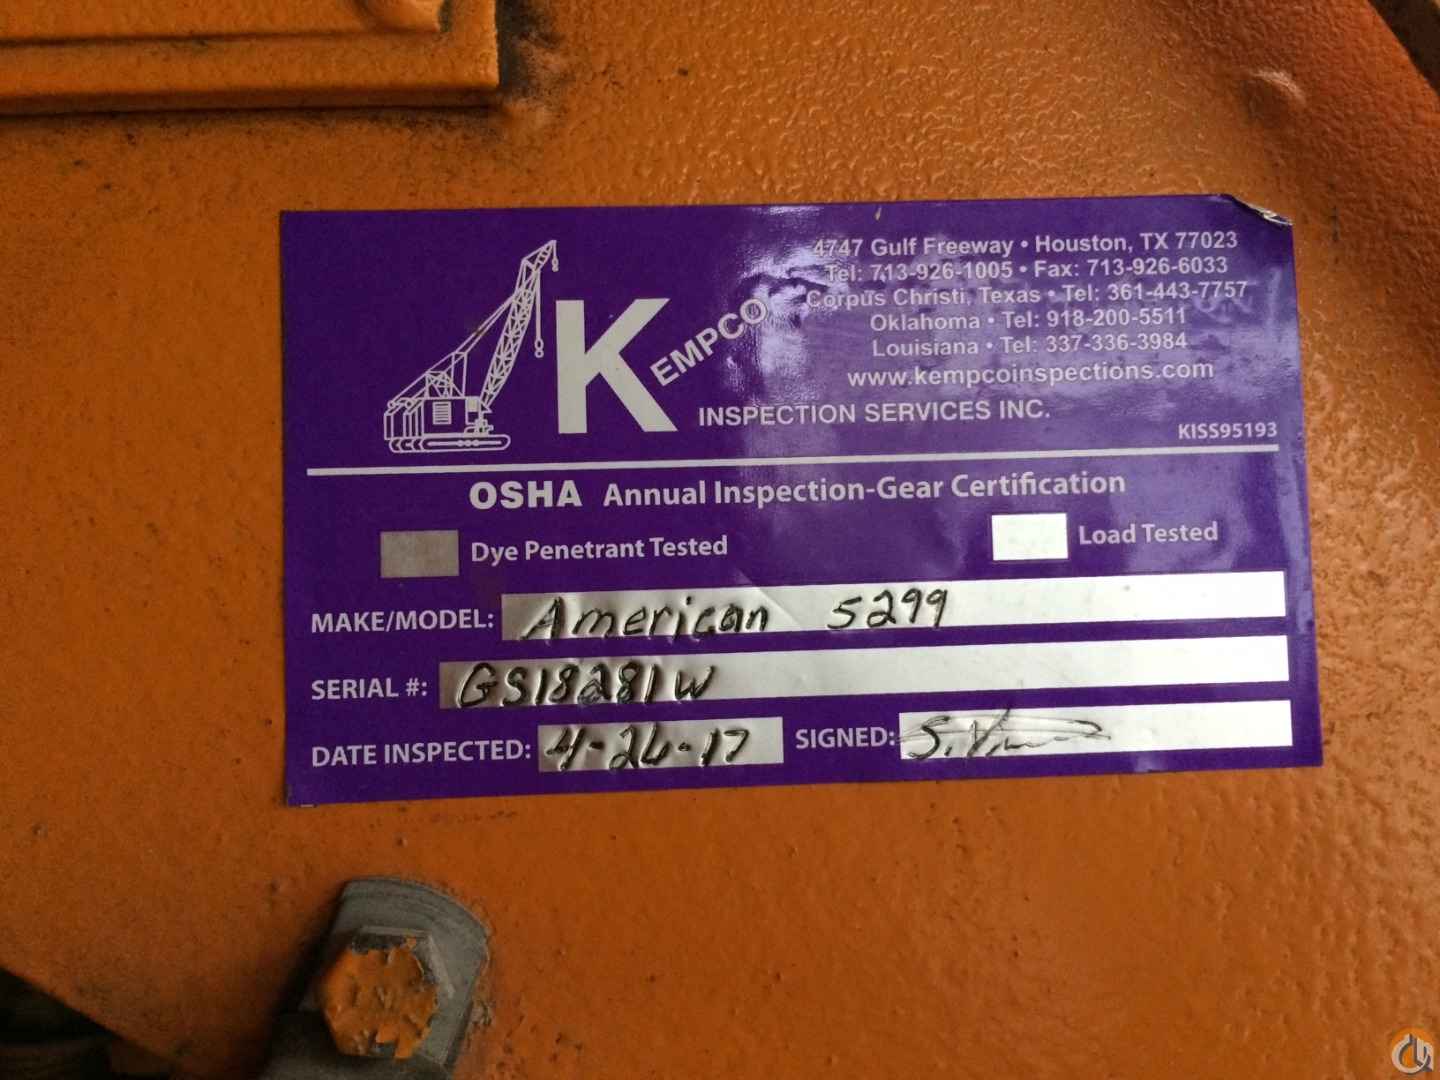 4747 Gulf Freeway • Houston, TX 77023
Tel: 713-926-1005 • Fax: 713-926-6033
Corpus Christi, Texas • Tel: 361-443-7757
Oklahoma • Tel: 918-200-5511
Louisiana • Tel: 337-336-3984
www.kempcoinspections.com
KEMPCO
INSPECTION SERVICES INC.
KISS95193
OSHA Annual Inspection-Gear Certification
Dye Penetrant Tested Load Tested
MAKE/MODEL: American 5299
SERIAL #: GS18281W
DATE INSPECTED: 4-26-17 SIGNED: S.